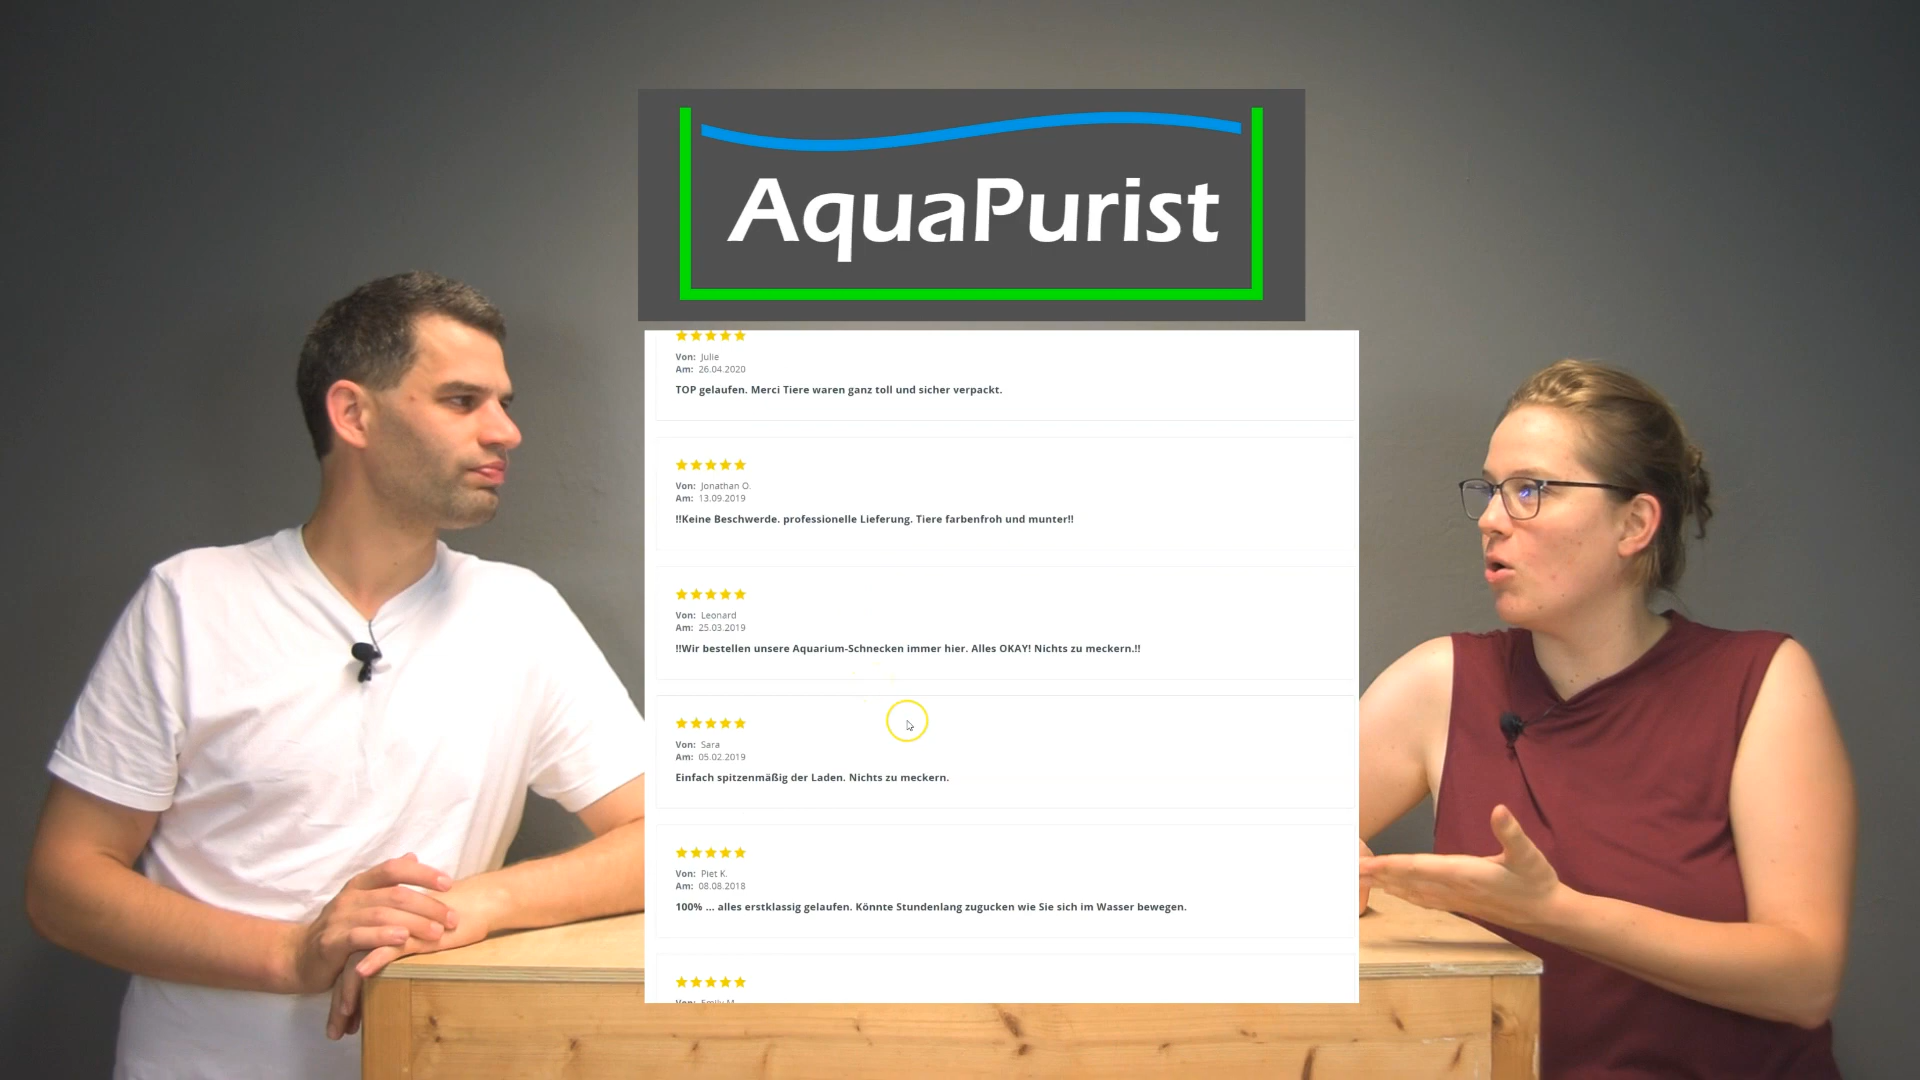 AquaPurist
Von: Julie
Am: 26.04.2020
TOP gelaufen. Merci Tiere waren ganz toll und sicher verpackt.
Von: Jonathan O.
Am: 13.09.2019
!!Keine Beschwerde. professionelle Lieferung. Tiere farbenfroh und munter!!
Von: Leonard
Am: 25.03.2019
!!Wir bestellen unsere Aquarium-Schnecken immer hier. Alles OKAY! Nichts zu meckern.!!
Von: Sara
Am: 05.02.2019
Einfach spitzenmäßig der Laden. Nichts zu meckern.
Von: Piet K.
Am: 08.08.2018
100% ... alles erstklassig gelaufen. Könnte Stundenlang zugucken wie Sie sich im Wasser bewegen.
Von: Emily M.